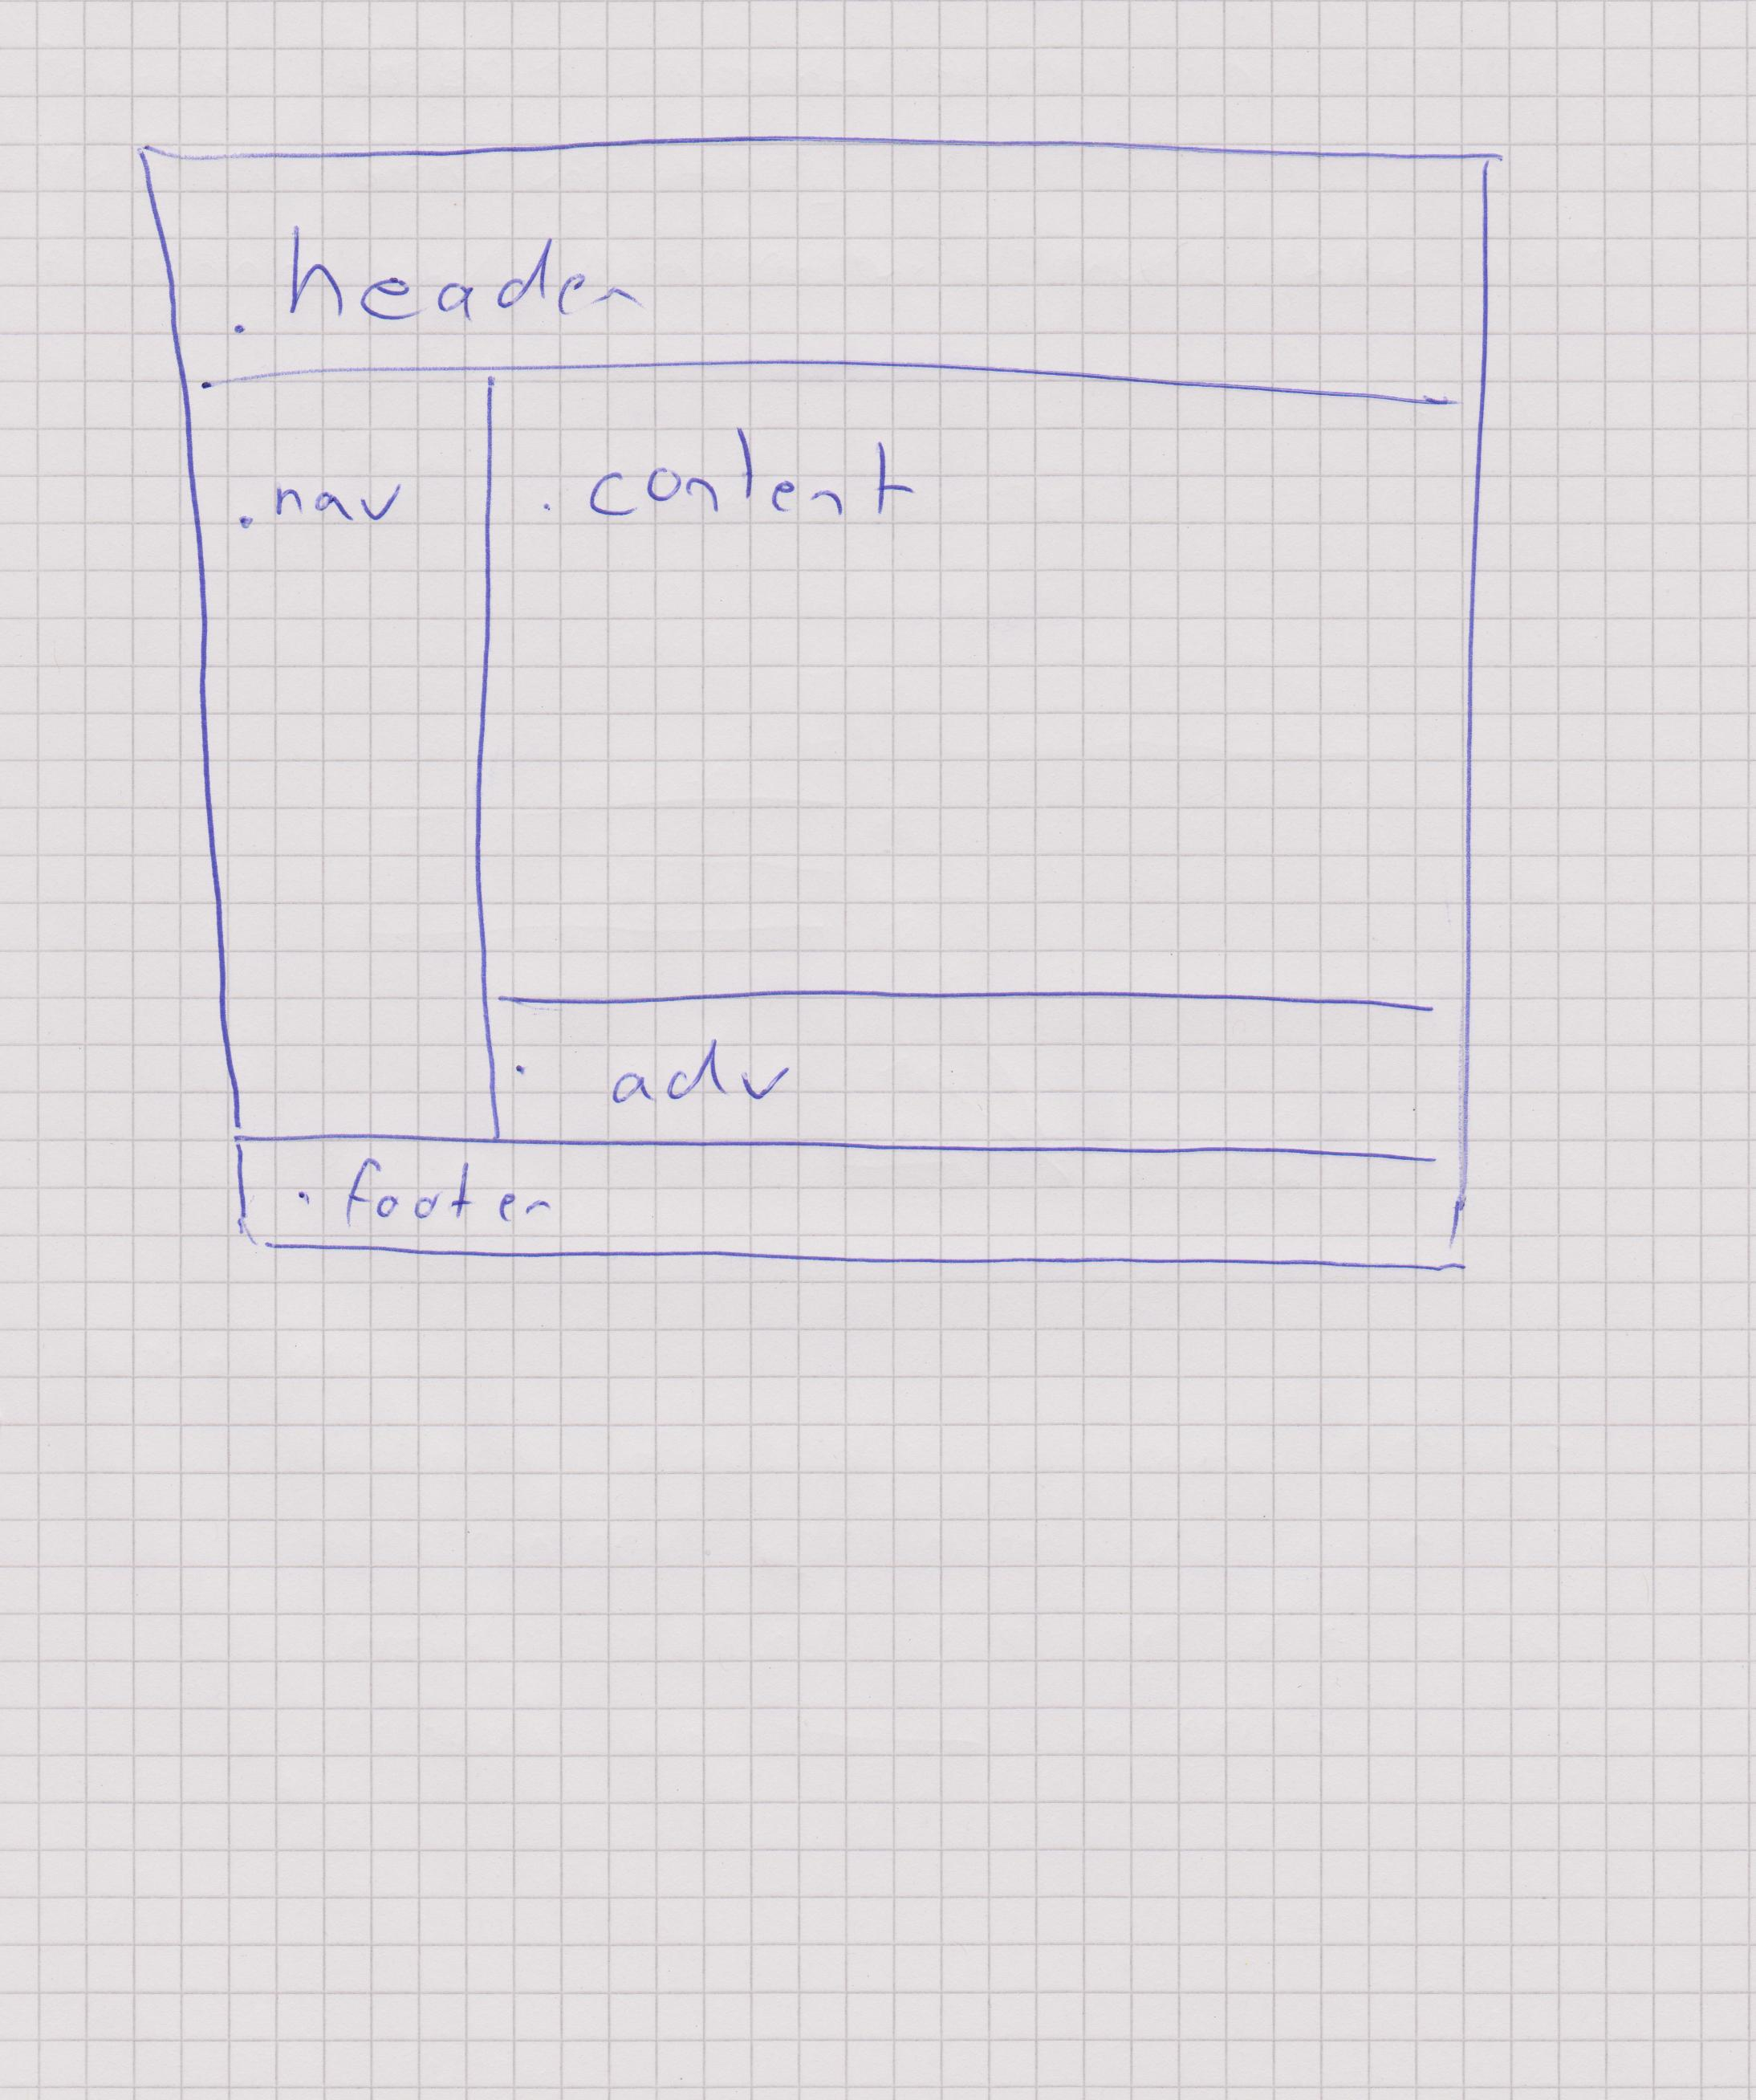 .header
.nav
.content
. adv
.footer